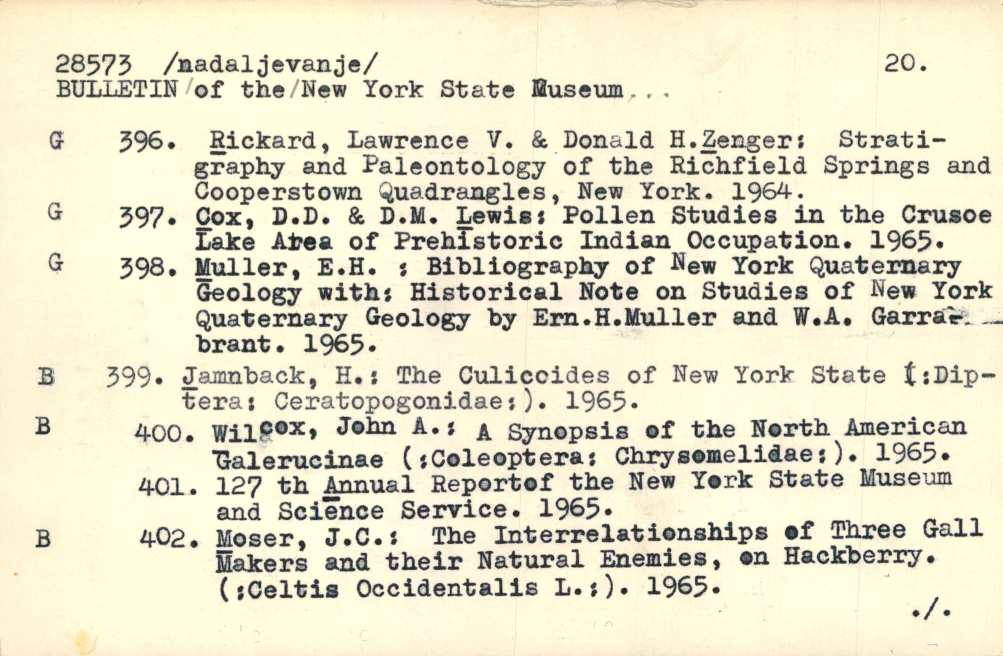 28573 /nadaljevanje/ 20.
BULLETIN/of the/New York State Museum...
G 396. Rickard, Lawrence V. & Donald H.Zenger: Strati-
graphy and Paleontology of the Richfield Springs and
Cooperstown Quadrangles, New York. 1964.
G 397. Cox, D.D. & D.M. Lewis: Pollen Studies in the Crusoe
Lake Area of Prehistoric Indian Occupation. 1965.
G 398. Muller, E.H. : Bibliography of New York Quaternary
Geology with: Historical Note on Studies of New York
Quaternary Geology by Ern.H.Muller and W.A. Garra-
brant. 1965.
B 399. Jamnback, H.: The Culiccides of New York State (:Dip-
tera: Ceratopogonidae:). 1965.
B 400. Wilcox, John A.: A Synopsis of the North American
Galerucinae (:Coleoptera: Chrysomelidae:). 1965.
401. 127 th Annual Reportof the New York State Museum
and Science Service. 1965.
B 402. Moser, J.C.: The Interrelationships of Three Gall
Makers and their Natural Enemies, on Hackberry.
(:Celtis Occidentalis L.:). 1965.
./.